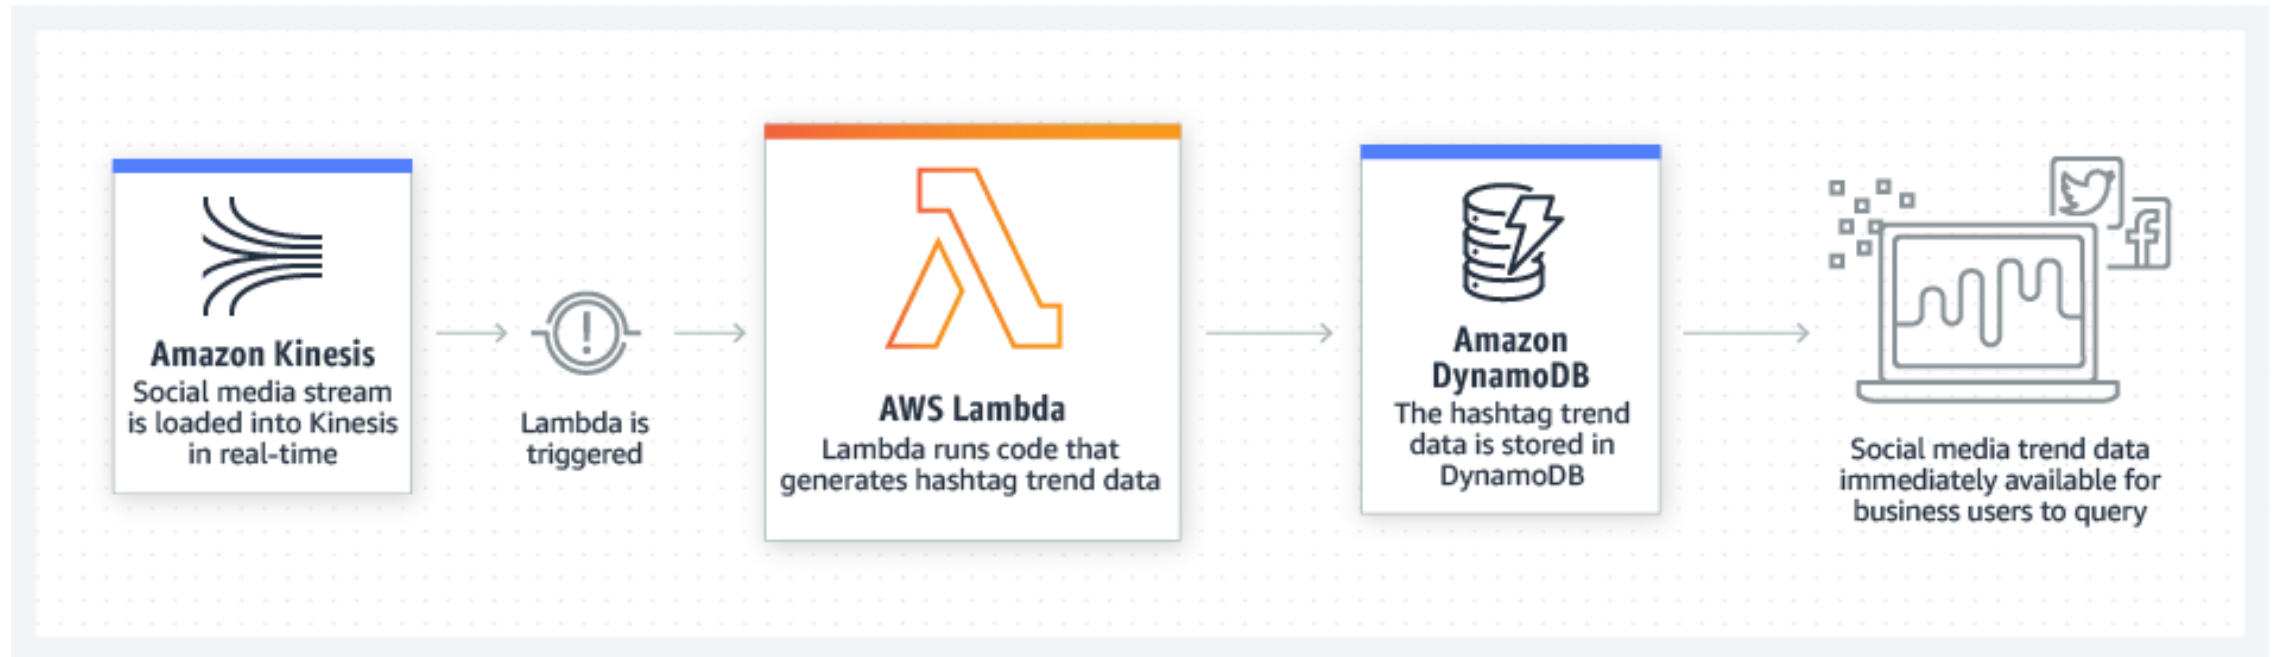 Amazon Kinesis
Social media stream
is loaded into Kinesis
in real-time
Lambda is
triggered
AWS Lambda
Lambda runs code that
generates hashtag trend data
Amazon
DynamoDB
The hashtag trend
data is stored in
DynamoDB
Social media trend data
immediately available for
business users to query